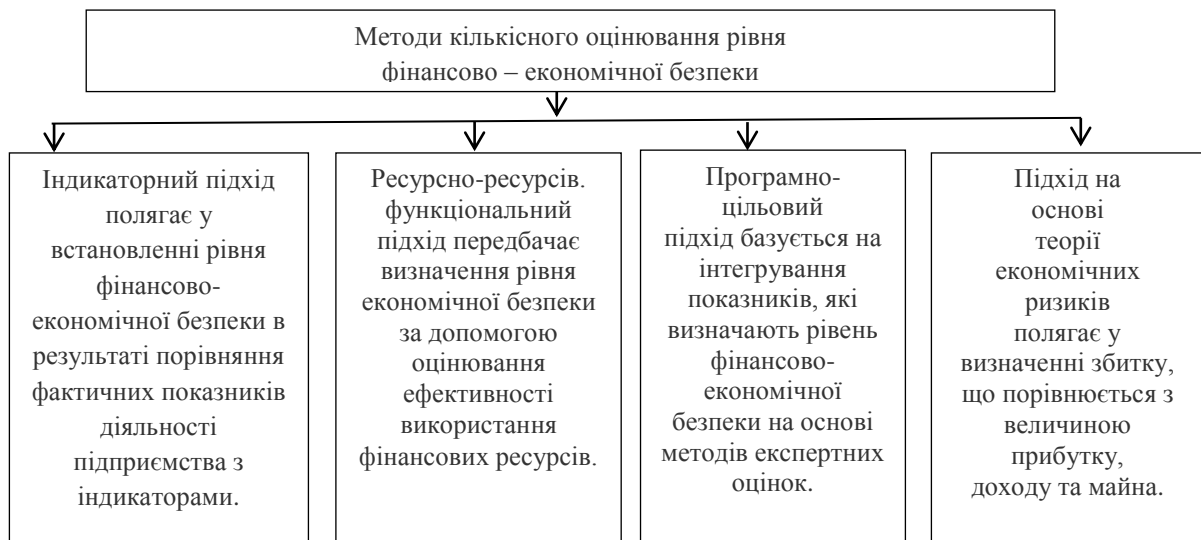 Методи кількісного оцінювання рівня
фінансово – економічної безпеки
Індикаторний підхід
полягає у
встановленні рівня
фінансово-
економічної безпеки в
результаті порівняння
фактичних показників
діяльності
підприємства з
індикаторами.
Ресурсно-ресурсів.
функціональний
підхід передбачає
визначення рівня
економічної безпеки
за допомогою
оцінювання
ефективності
використання
фінансових ресурсів.
Програмно-
цільовий
підхід базується на
інтегрування
показників, які
визначають рівень
фінансово-
економічної
безпеки на основі
методів експертних
оцінок.
Підхід на
основі
теорії
економічних
ризиків
полягає у
визначенні збитку,
що порівнюється з
величиною
прибутку,
доходу та майна.